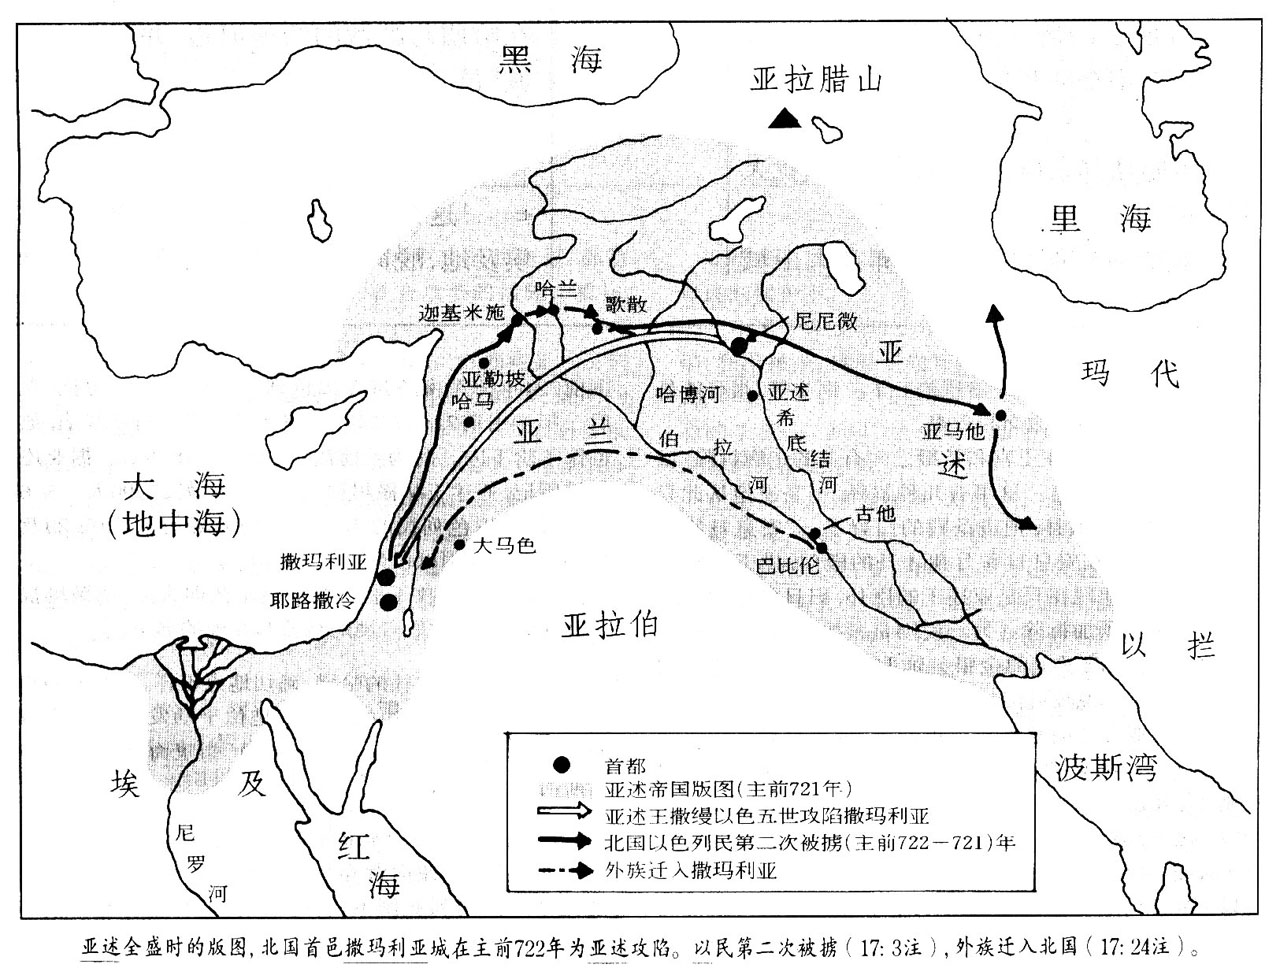 黑海
亚拉腊山
里海
哈兰
歌散
迦基米施
尼尼微
亚
玛代
亚勒坡
哈马
哈博河
亚述
亚马他
亚兰
伯拉河
希底结河
述
大海
(地中海)
古他
大马色
巴比伦
撒玛利亚
耶路撒冷
亚拉伯
以拦
埃及
波斯湾
尼罗河
红海
首都
亚述帝国版图(主前721年)
亚述王撒缦以色五世攻陷撒玛利亚
北国以色列民第二次被掳(主前722－721)年
外族迁入撒玛利亚
亚述全盛时的版图,北国首邑撒玛利亚城在主前722年为亚述攻陷。以民第二次被掳(17:3注),外族迁入北国(17:24注)。